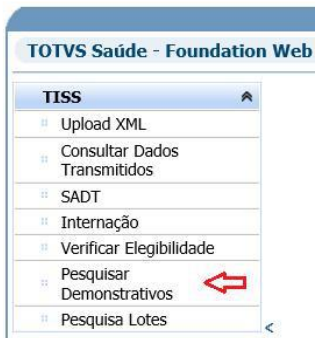 TOTVS Saúde - Foundation Web
TISS
Upload XML
Consultar Dados
Transmitidos
SADT
Internação
Verificar Elegibilidade
Pesquisar
Demonstrativos
Pesquisa Lotes
<